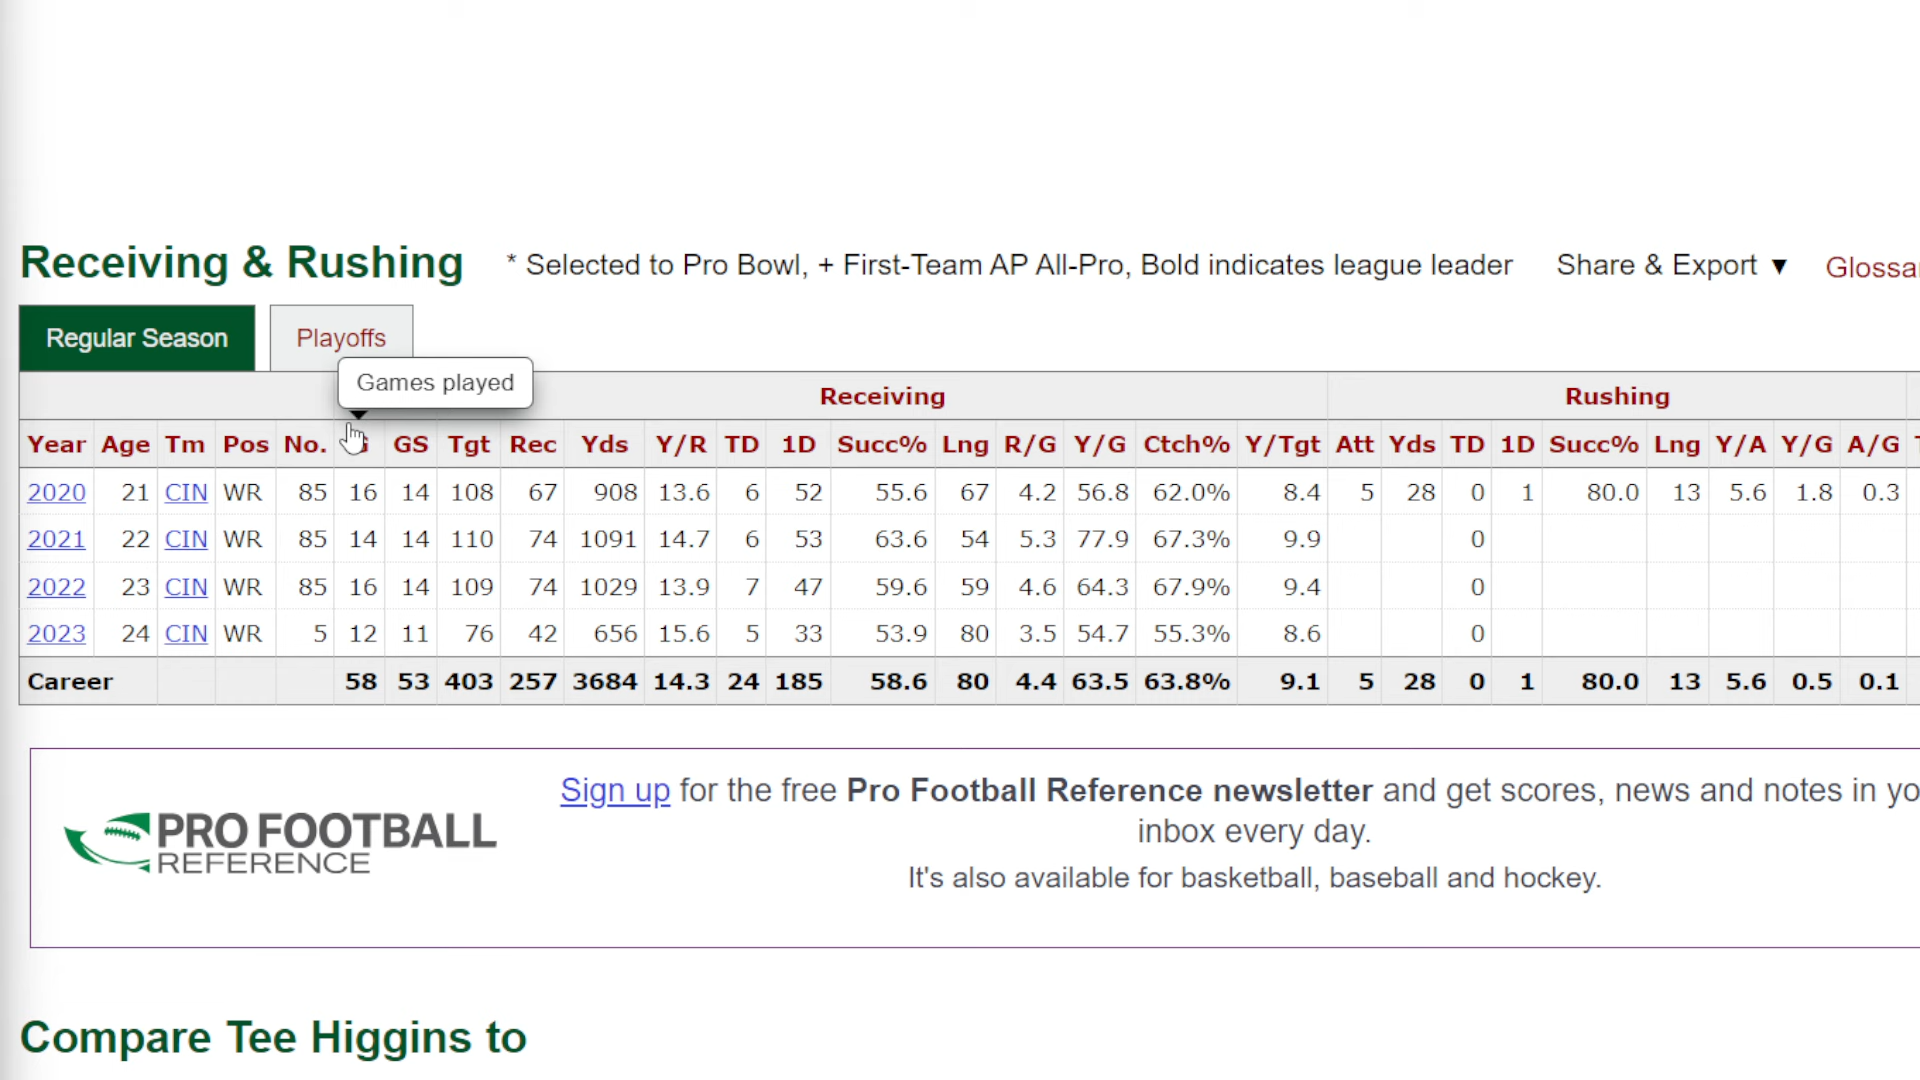 Receiving & Rushing * Selected to Pro Bowl, + First-Team AP All-Pro, Bold indicates league leader Share & Export ▼
Regular Season Playoffs
Games played
Receiving Rushing
Year Age Tm Pos No. GS Tgt Rec Yds Y/R TD 1D Succ% Lng R/G Y/G Ctch% Y/Tgt Att Yds TD 1D Succ% Lng Y/A Y/G A/G
2020 21 CIN WR 85 16 14 108 67 908 13.6 6 52 55.6 67 4.2 56.8 62.0% 8.4 5 28 0 1 80.0 13 5.6 1.8 0.3
2021 22 CIN WR 85 14 14 110 74 1091 14.7 6 53 63.6 54 5.3 77.9 67.3% 9.9 0
2022 23 CIN WR 85 16 14 109 74 1029 13.9 7 47 59.6 59 4.6 64.3 67.9% 9.4 0
2023 24 CIN WR 5 12 11 76 42 656 15.6 5 33 53.9 80 3.5 54.7 55.3% 8.6 0
Career 58 53 403 257 3684 14.3 24 185 58.6 80 4.4 63.5 63.8% 9.1 5 28 0 1 80.0 13 5.6 0.5 0.1
PRO FOOTBALL
REFERENCE
Sign up for the free Pro Football Reference newsletter and get scores, news and notes in
inbox every day.
It's also available for basketball, baseball and hockey.
Compare Tee Higgins to